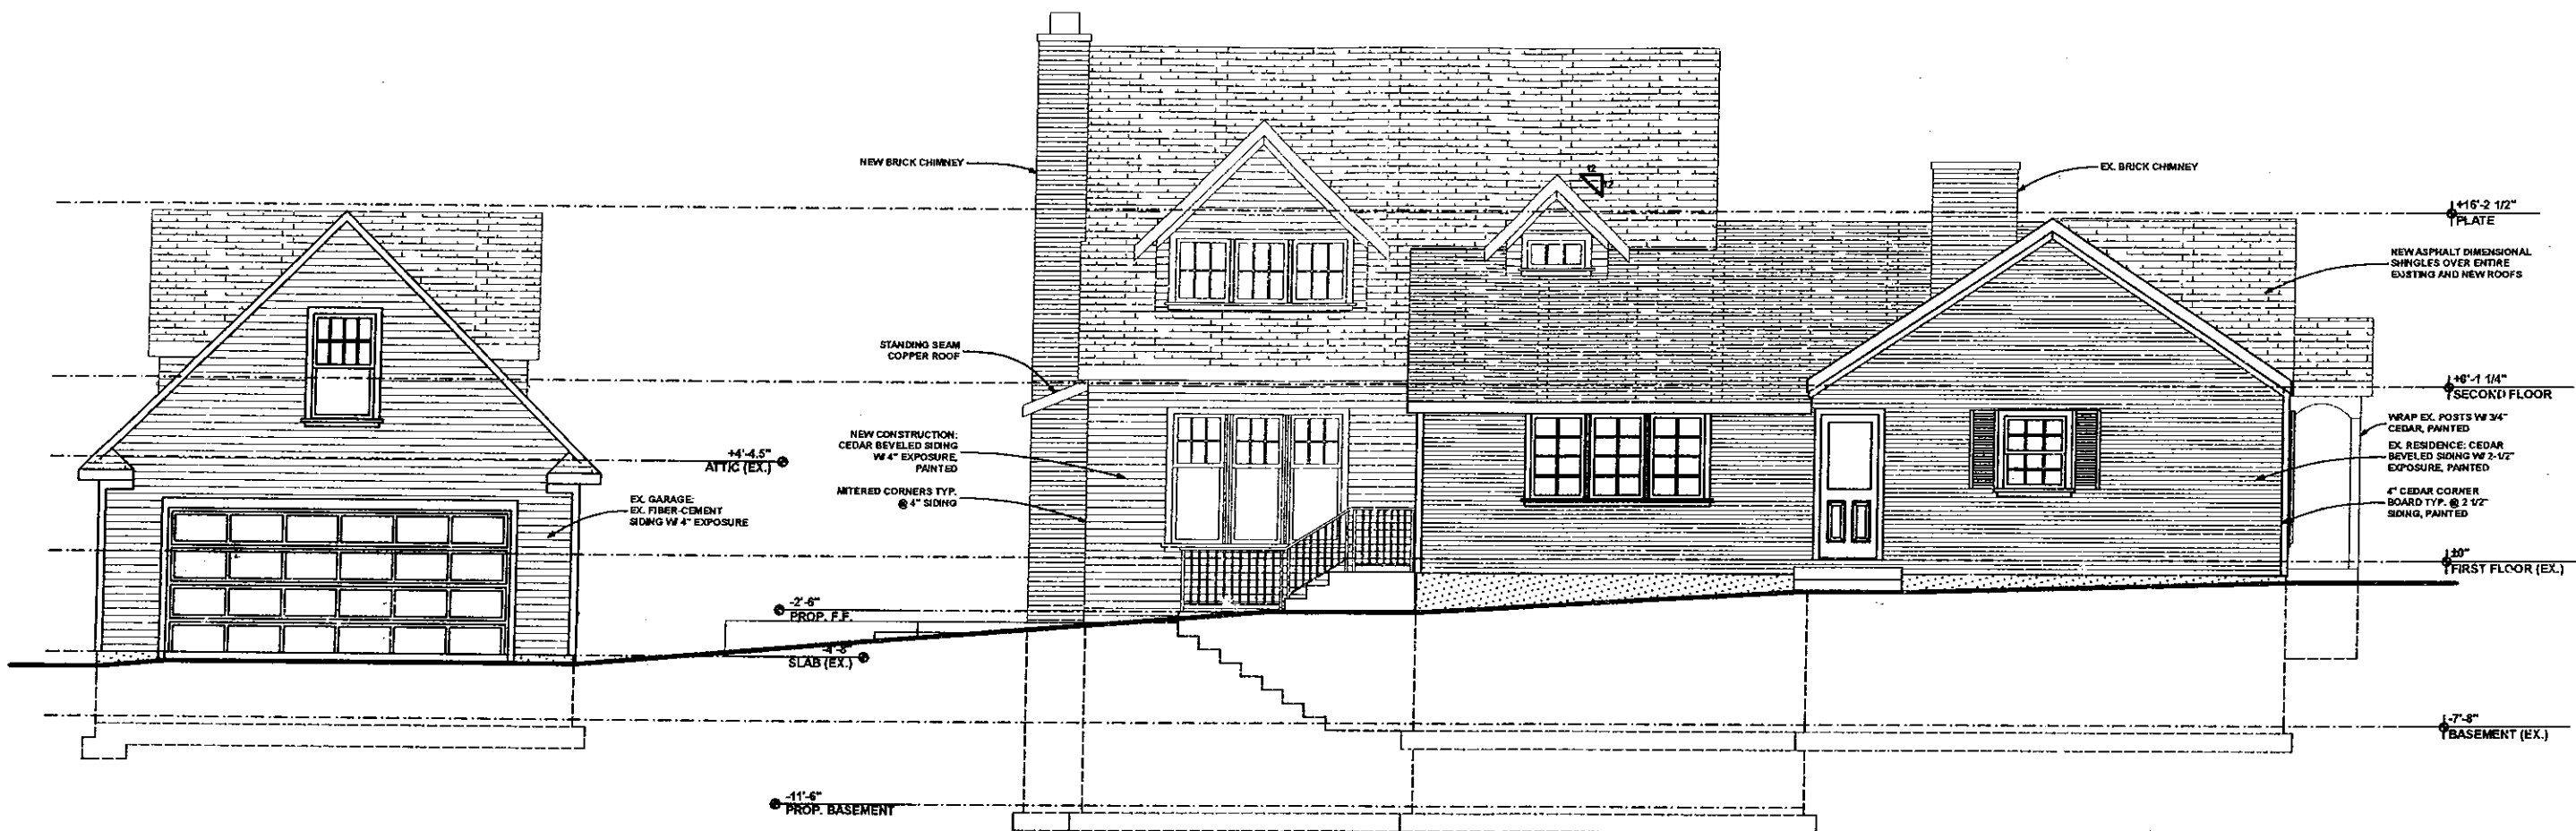 NEW BRICK CHIMNEY
12
12
EX. BRICK CHIMNEY
+16'-2 1/2"
PLATE
NEW ASPHALT DIMENSIONAL
SHINGLES OVER ENTIRE
EXISTING AND NEW ROOFS
STANDING SEAM
COPPER ROOF
SECOND FLOOR
WRAP EX. POSTS W/ 3/4"
CEDAR, PAINTED
NEW CONSTRUCTION:
CEDAR BEVELED SIDING
W/ 4" EXPOSURE,
PAINTED
EX. RESIDENCE: CEDAR
BEVELED SIDING W/ 2-1/2"
EXPOSURE, PAINTED
+4'-4.5"
ATTIC (EX.)
MITERED CORNERS TYP.
@ 4" SIDING
4" CEDAR CORNER
BOARD TYP. @ 2 1/2"
SIDING, PAINTED
EX. GARAGE:
EX. FIBER-CEMENT
SIDING W/ 4" EXPOSURE
±0"
FIRST FLOOR (EX.)
-2'-6"
PROP. F.F.
-4'-8"
SLAB (EX.)
-7'-8"
BASEMENT (EX.)
-11'-6"
PROP. BASEMENT